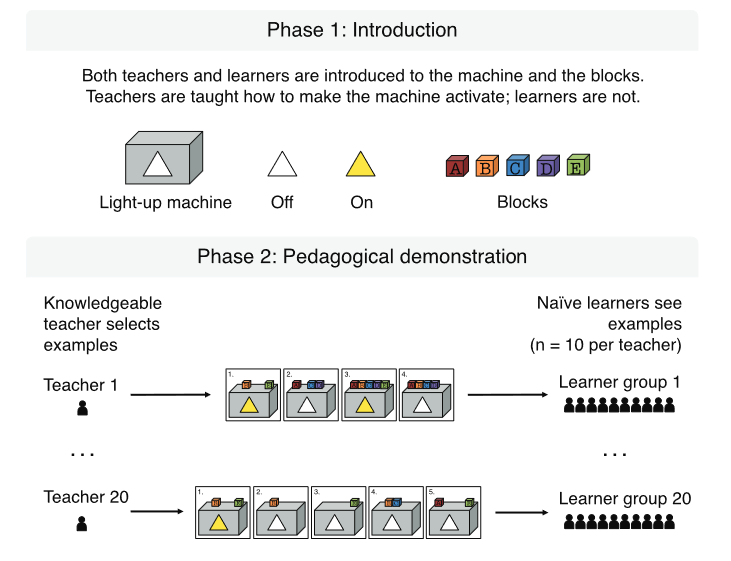 Phase 1: Introduction
Both teachers and learners are introduced to the machine and the blocks.
Teachers are taught how to make the machine activate; learners are not.
A B C D E
Light-up machine
Off
On
Blocks
Phase 2: Pedagogical demonstration
Knowledgeable
teacher selects
examples
Naïve learners see
examples
(n = 10 per teacher)
Teacher 1
1.
2.
3.
4.
Learner group 1
...
...
Teacher 20
1.
2.
3.
4.
5.
Learner group 20